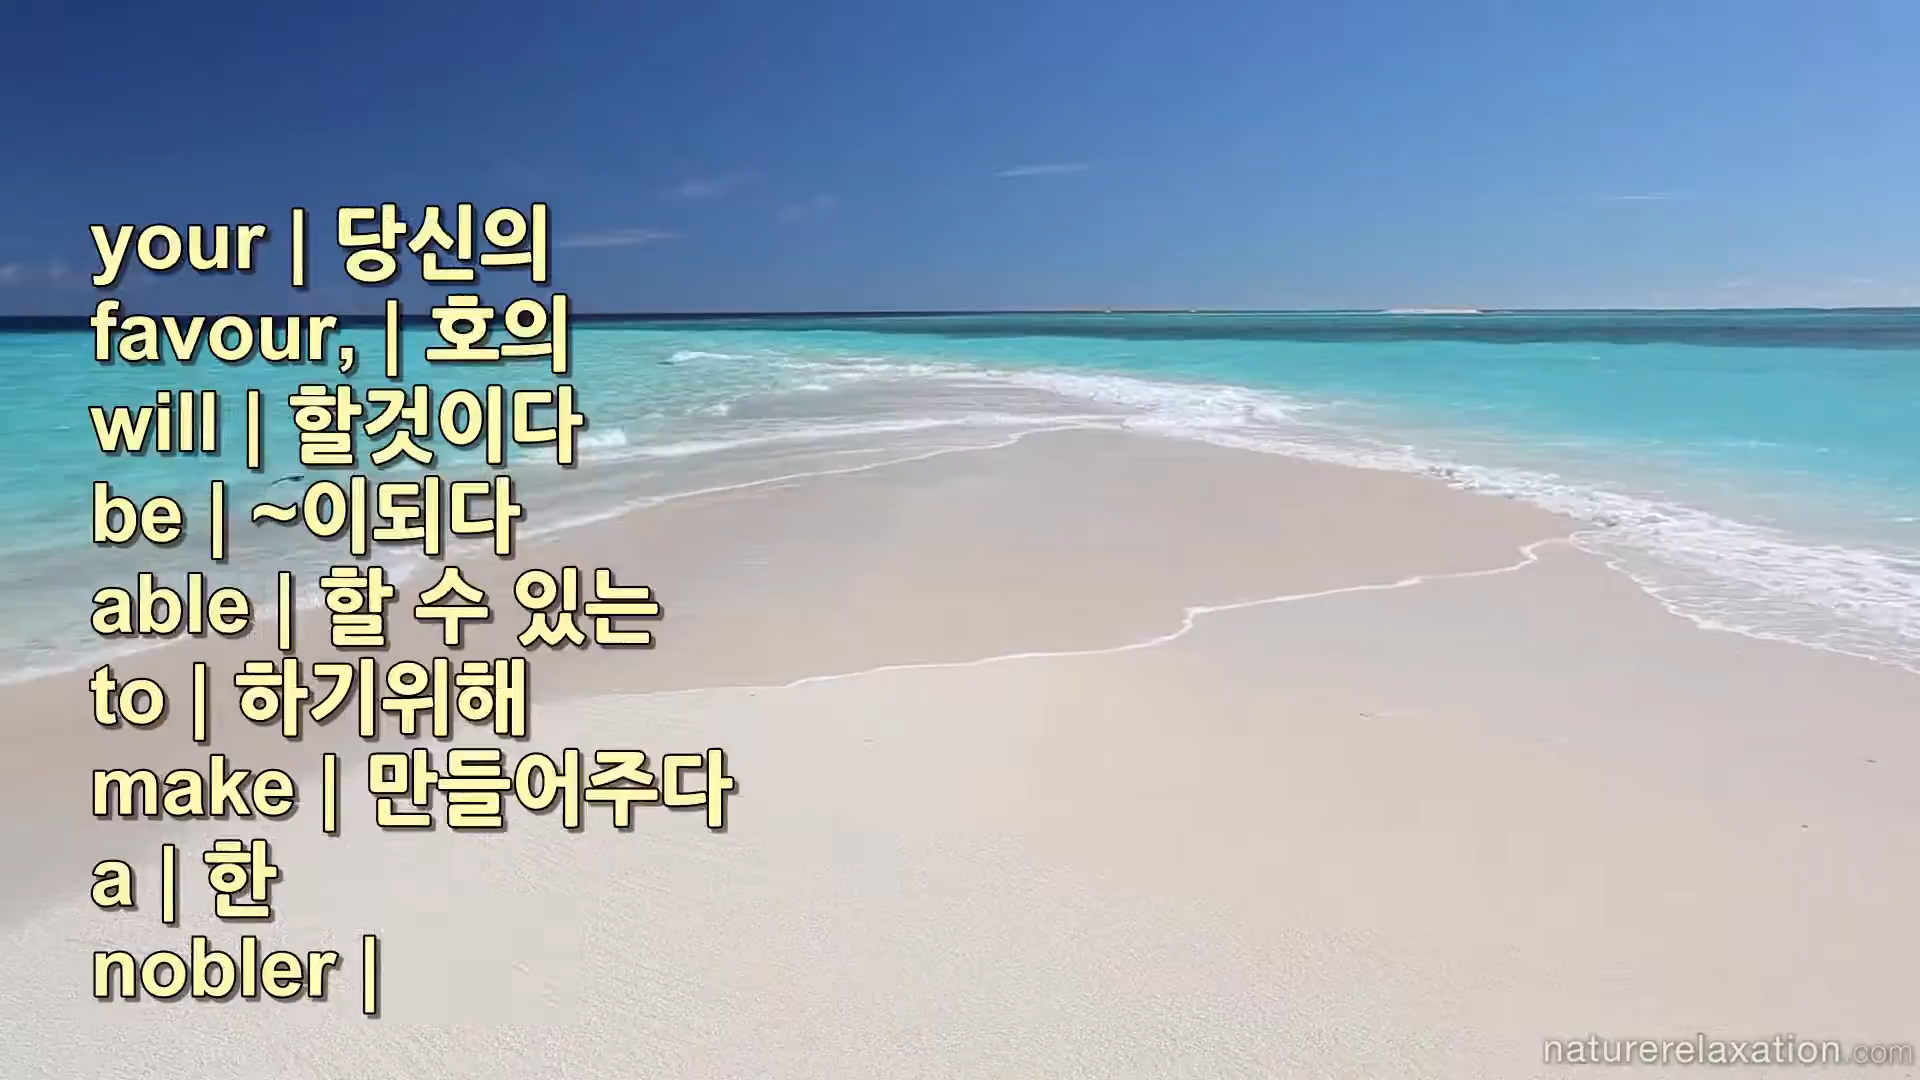 your | 당신의
favour, | 호의
will | 할것이다
be | ~이되다
able | 할 수 있는
to | 하기위해
make | 만들어주다
a | 한
nobler |
naturerelaxation.com